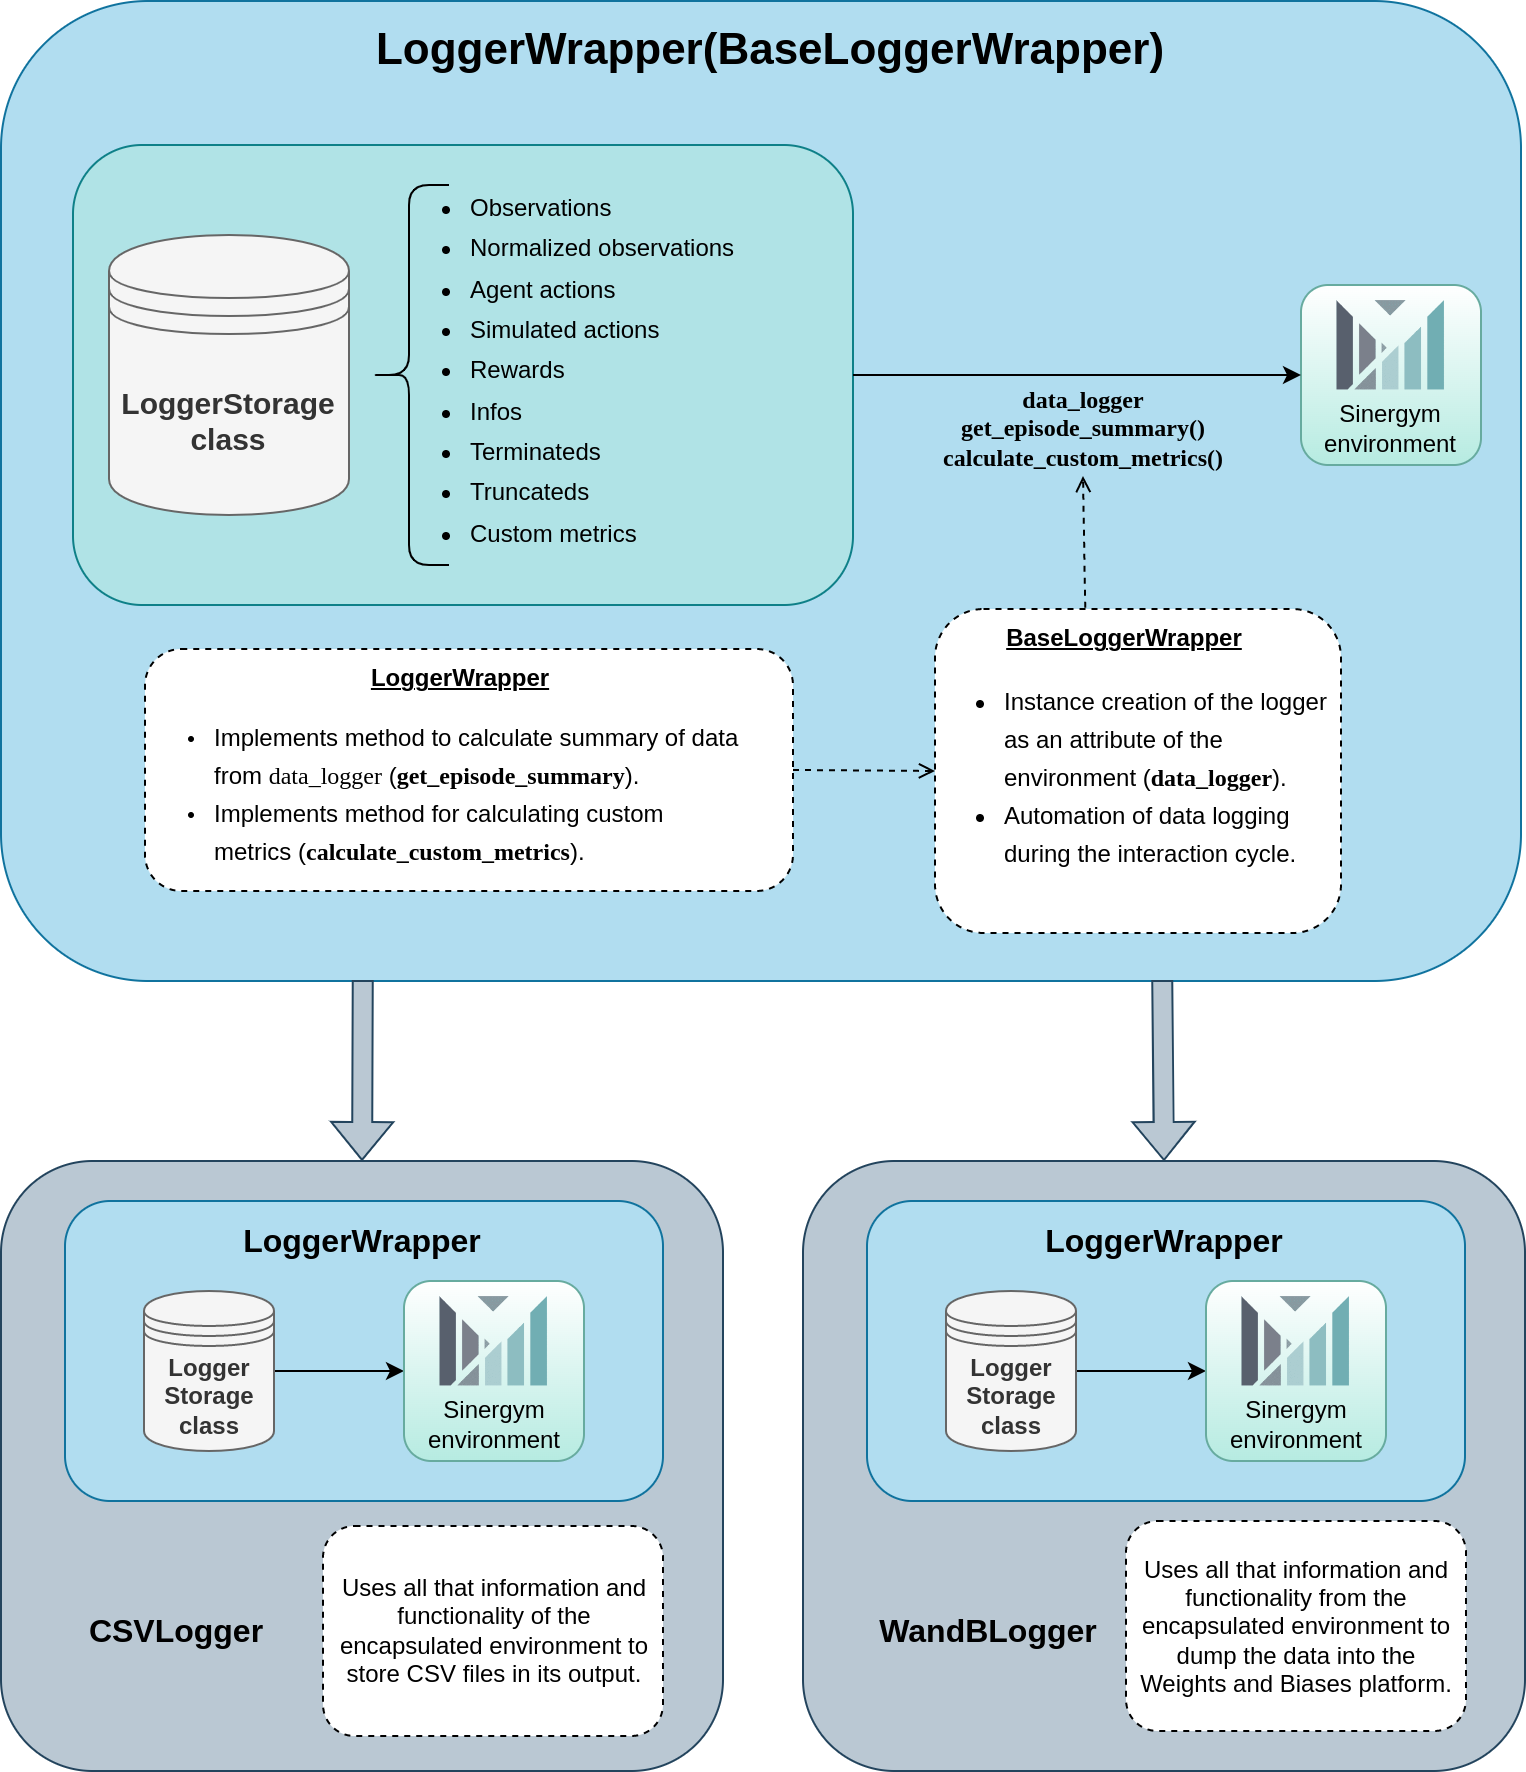 LoggerWrapper(BaseLoggerWrapper)
LoggerStorage
class
Observations
Normalized observations
Agent actions
Simulated actions
Rewards
Infos
Terminateds
Truncateds
Custom metrics
data_logger
get_episode_summary()
calculate_custom_metrics()
Sinergym
environment
LoggerWrapper
Implements method to calculate summary of data
from data_logger (get_episode_summary).
Implements method for calculating custom
metrics (calculate_custom_metrics).
BaseLoggerWrapper
Instance creation of the logger
as an attribute of the
environment (data_logger).
Automation of data logging
during the interaction cycle.
LoggerWrapper
Logger
Storage
class
Sinergym
environment
CSVLogger
Uses all that information and
functionality of the
encapsulated environment to
store CSV files in its output.
LoggerWrapper
Logger
Storage
class
Sinergym
environment
WandBLogger
Uses all that information and
functionality from the
encapsulated environment to
dump the data into the
Weights and Biases platform.